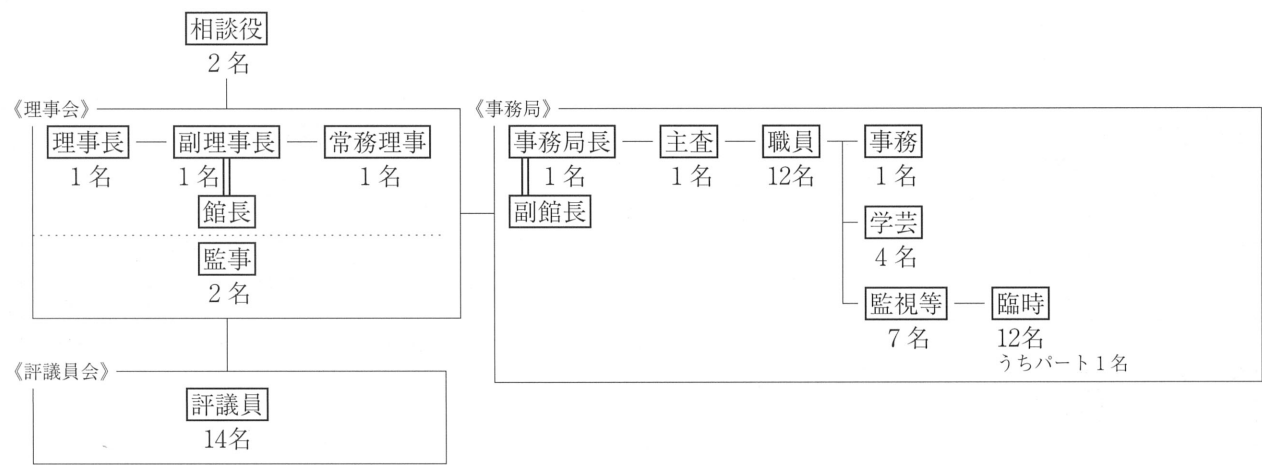 相談役
2名
《理事会》
理事長 副理事長 常務理事
1名 1名 1名
館長
監事
2名
《評議員会》
評議員
14名
《事務局》
事務局長 主査 職員 事務
1名 1名 12名 1名
副館長
学芸
4名
監視等 臨時
7名 12名
うちパート1名